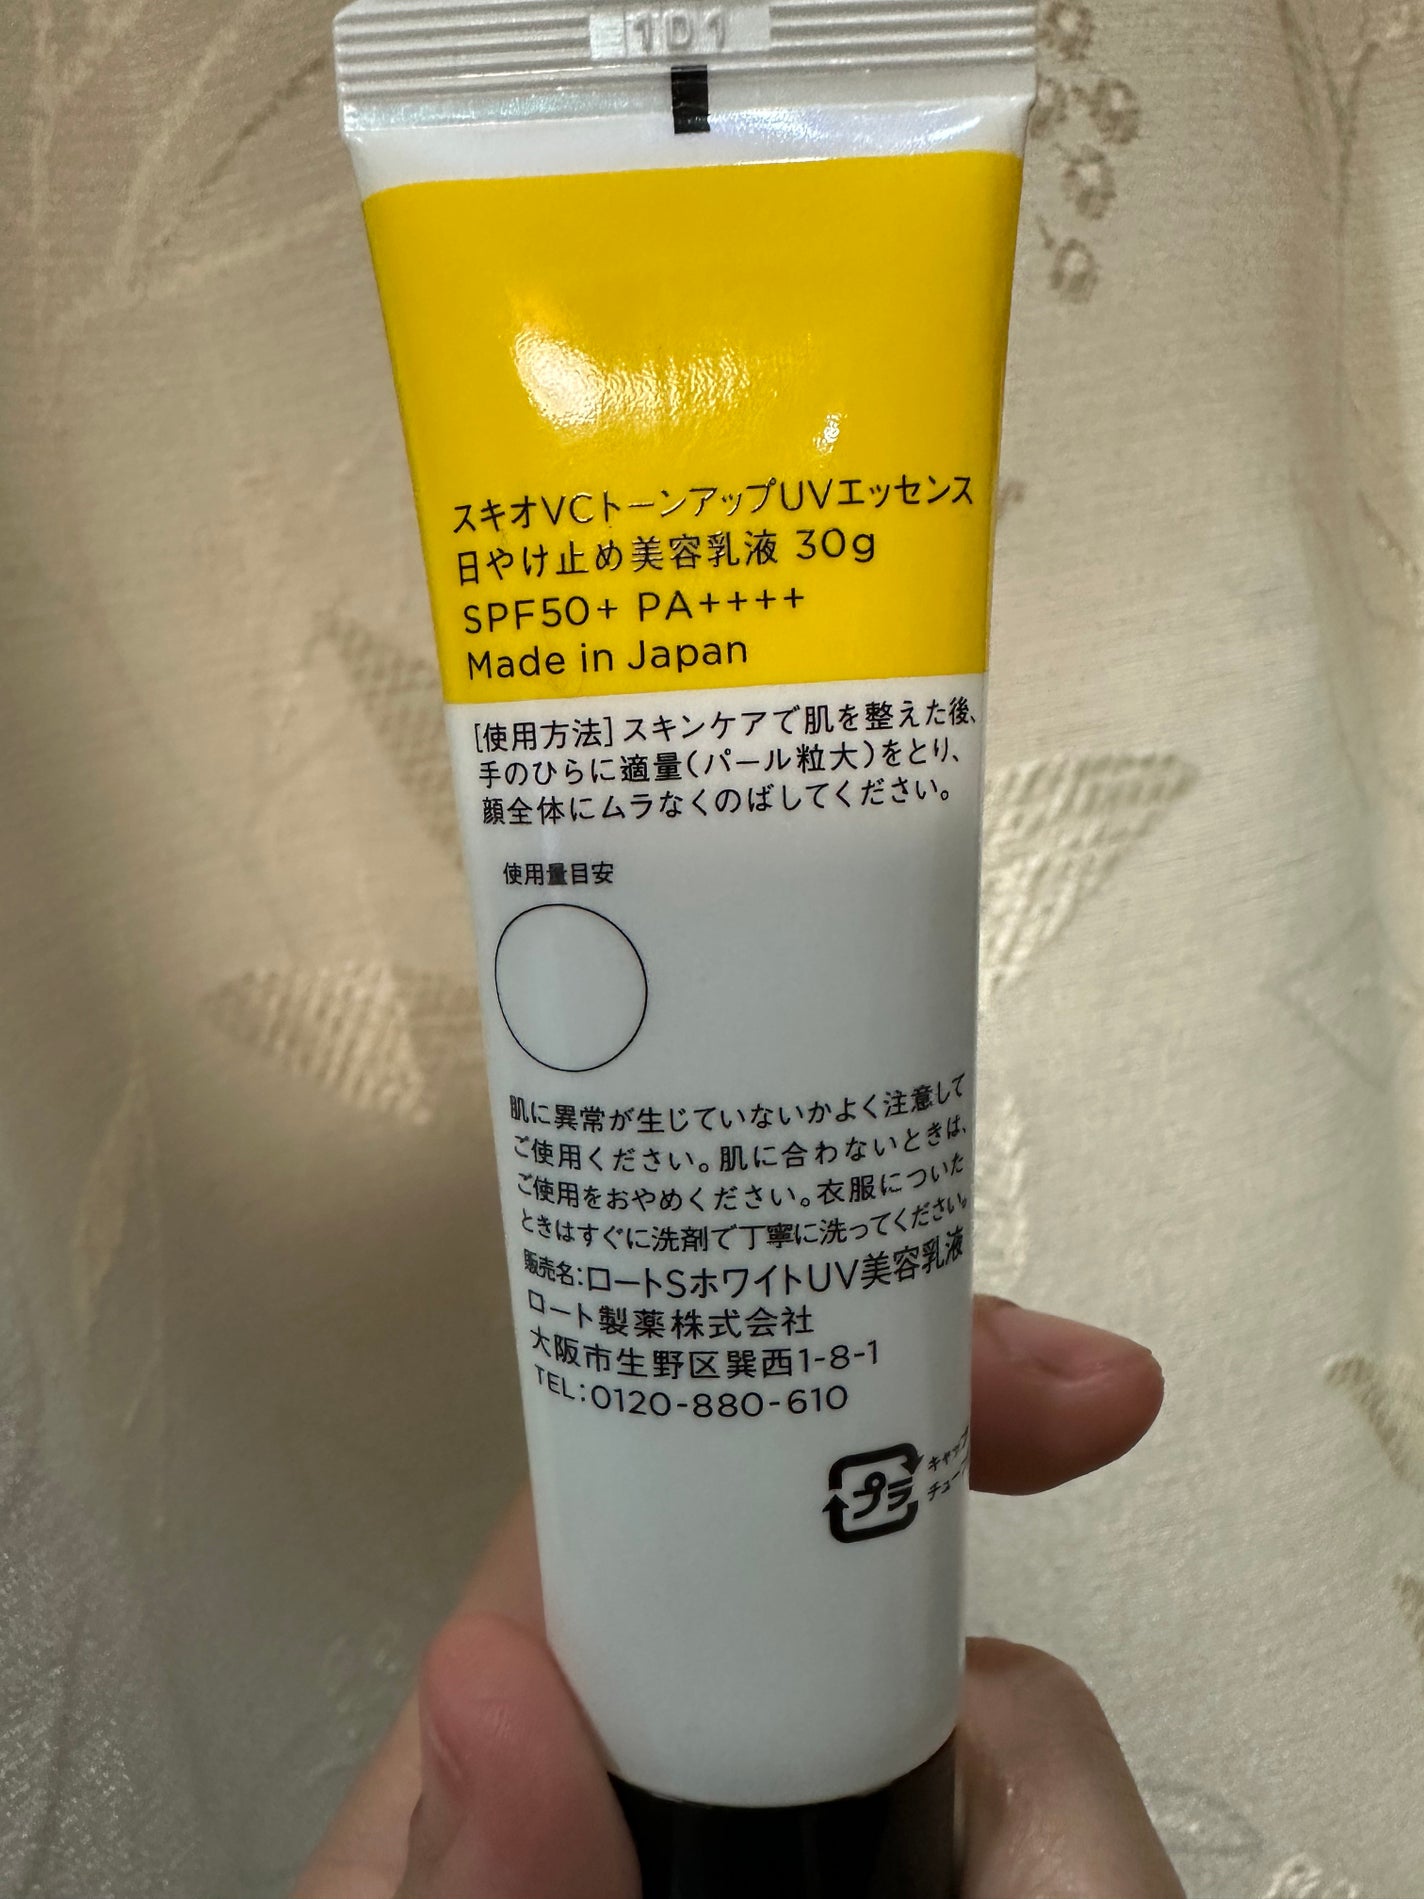 1D1
スキオVCトーンアップUVエッセンス
日やけ止め美容乳液 30g
SPF50+ PA++++
Made in Japan
[使用方法]スキンケアで肌を整えた後、
手のひらに適量(パール粒大)をとり、
顔全体にムラなくのばしてください。
使用量目安
肌に異常が生じていないかよく注意して
ご使用ください。肌に合わないときは、
ご使用をおやめください。衣服についた
ときはすぐに洗剤で丁寧に洗ってください。
販売名:ロートSホワイトUV美容乳液
ロート製薬株式会社
大阪市生野区巽西1-8-1
TEL:0120-880-610
プラ